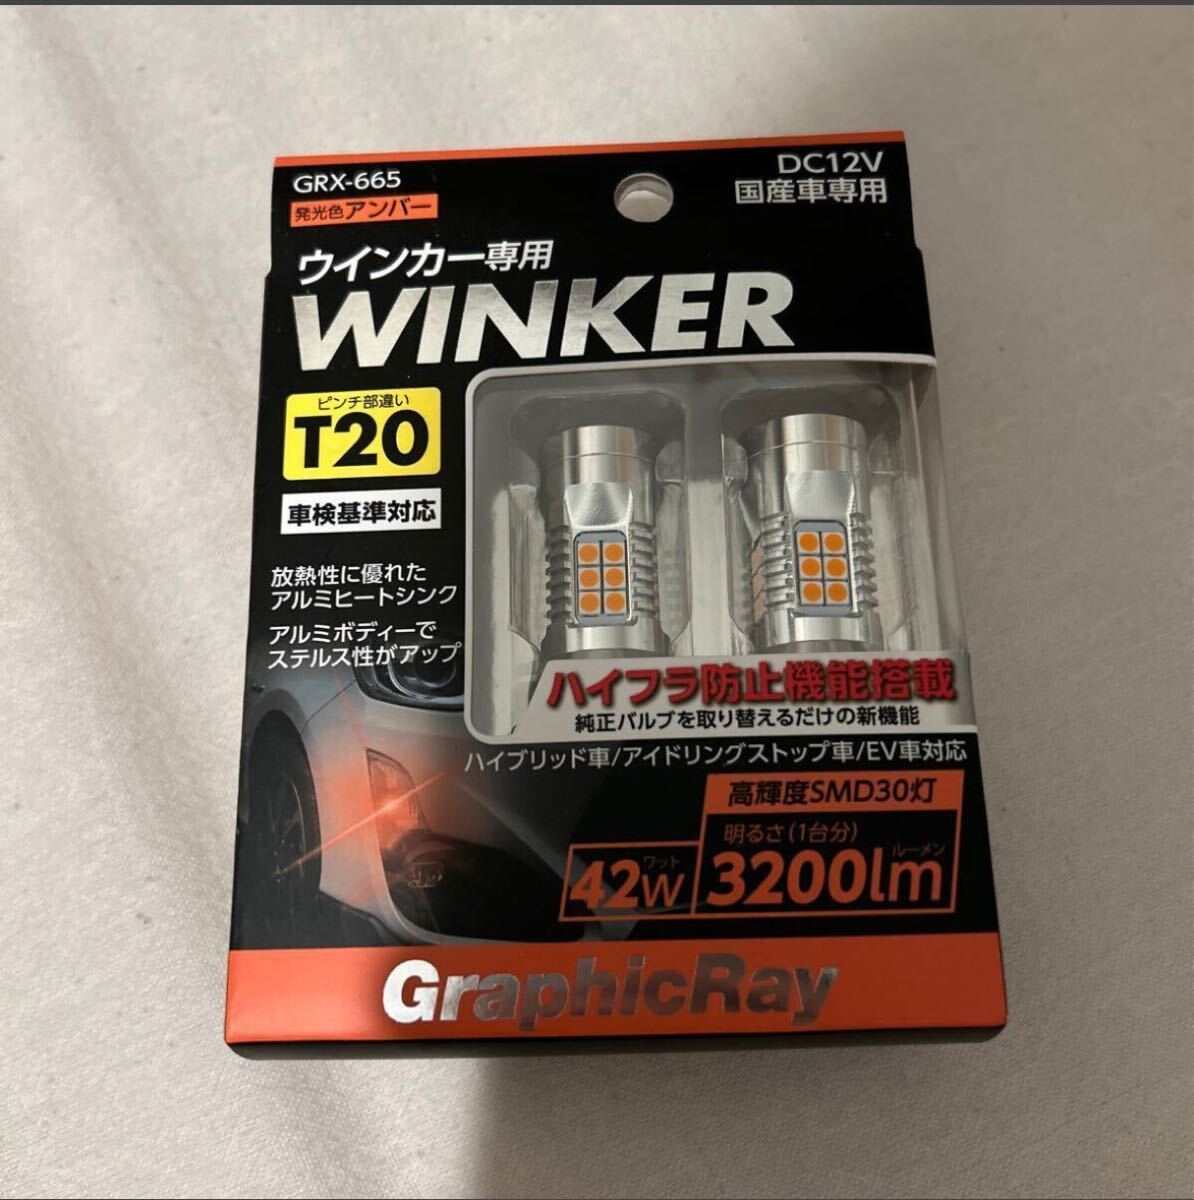 GRX-665
発光色アンバー
DC12V
国産車専用
ウインカー専用
WINKER
ピンチ部違い
T20
車検基準対応
放熱性に優れた
アルミヒートシンク
アルミボディーで
ステルス性がアップ
ハイフラ防止機能搭載
純正バルブを取り替えるだけの新機能
ハイブリッド車/アイドリングストップ車/EV車対応
高輝度SMD30灯
明るさ(1台分)
ルーメン
3200lm
ワット
42W
GraphicRay